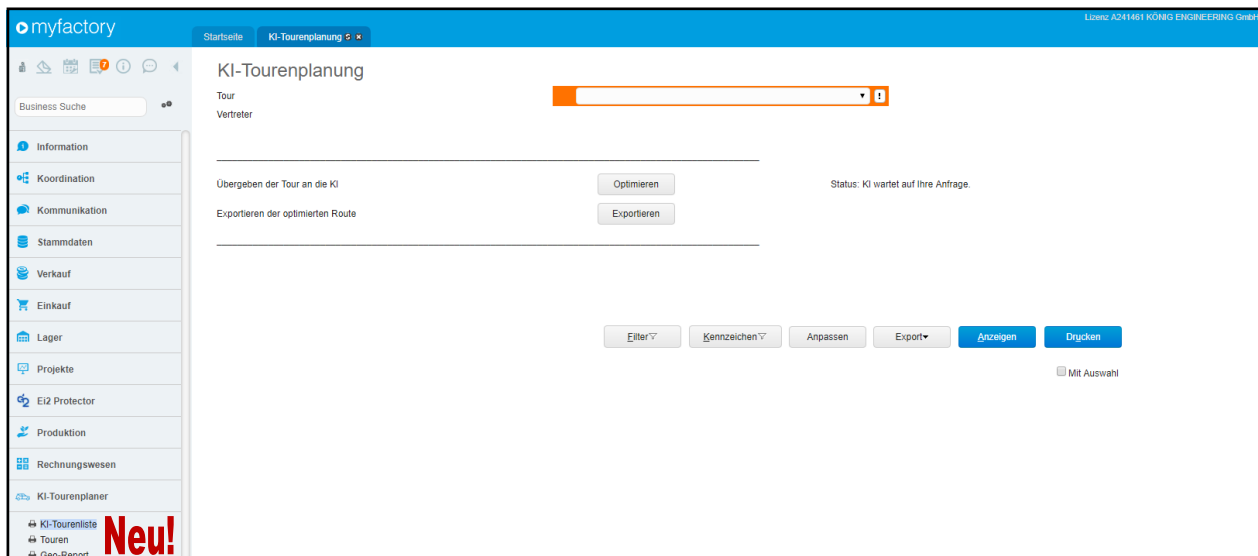 Lizenz A241461 KÖNIG ENGINEERING GmbH
myfactory
Startseite
KI-Tourenplanung
7
Business Suche
Information
Koordination
Kommunikation
Stammdaten
Verkauf
Einkauf
Lager
Projekte
Ei2 Protector
Produktion
Rechnungswesen
KI-Tourenplaner
KI-Tourenliste
Touren
Geo-Report
Neu!
KI-Tourenplanung
Tour
!
Vertreter
Übergeben der Tour an die KI
Optimieren
Status: KI wartet auf Ihre Anfrage.
Exportieren der optimierten Route
Exportieren
Filter
Kennzeichen
Anpassen
Export
Anzeigen
Drucken
Mit Auswahl